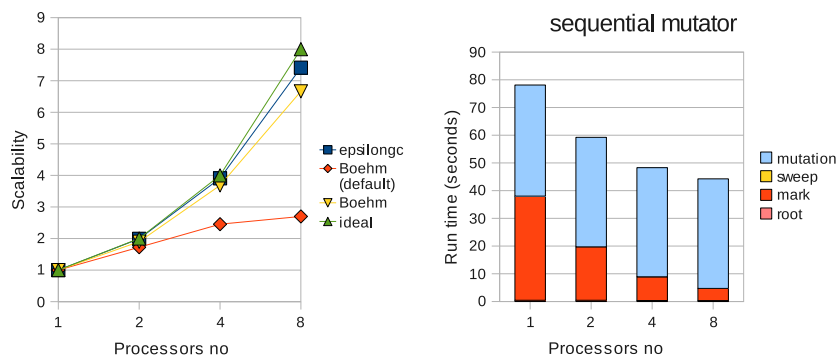 9
8
7
6
5
4
3
2
1
0
Scalability
1 2 4 8
Processors no
epsilongc
Boehm
(default)
Boehm
ideal
sequential mutator
90
80
70
60
50
40
30
20
10
0
Run time (seconds)
1 2 4 8
Processors no
mutation
sweep
mark
root